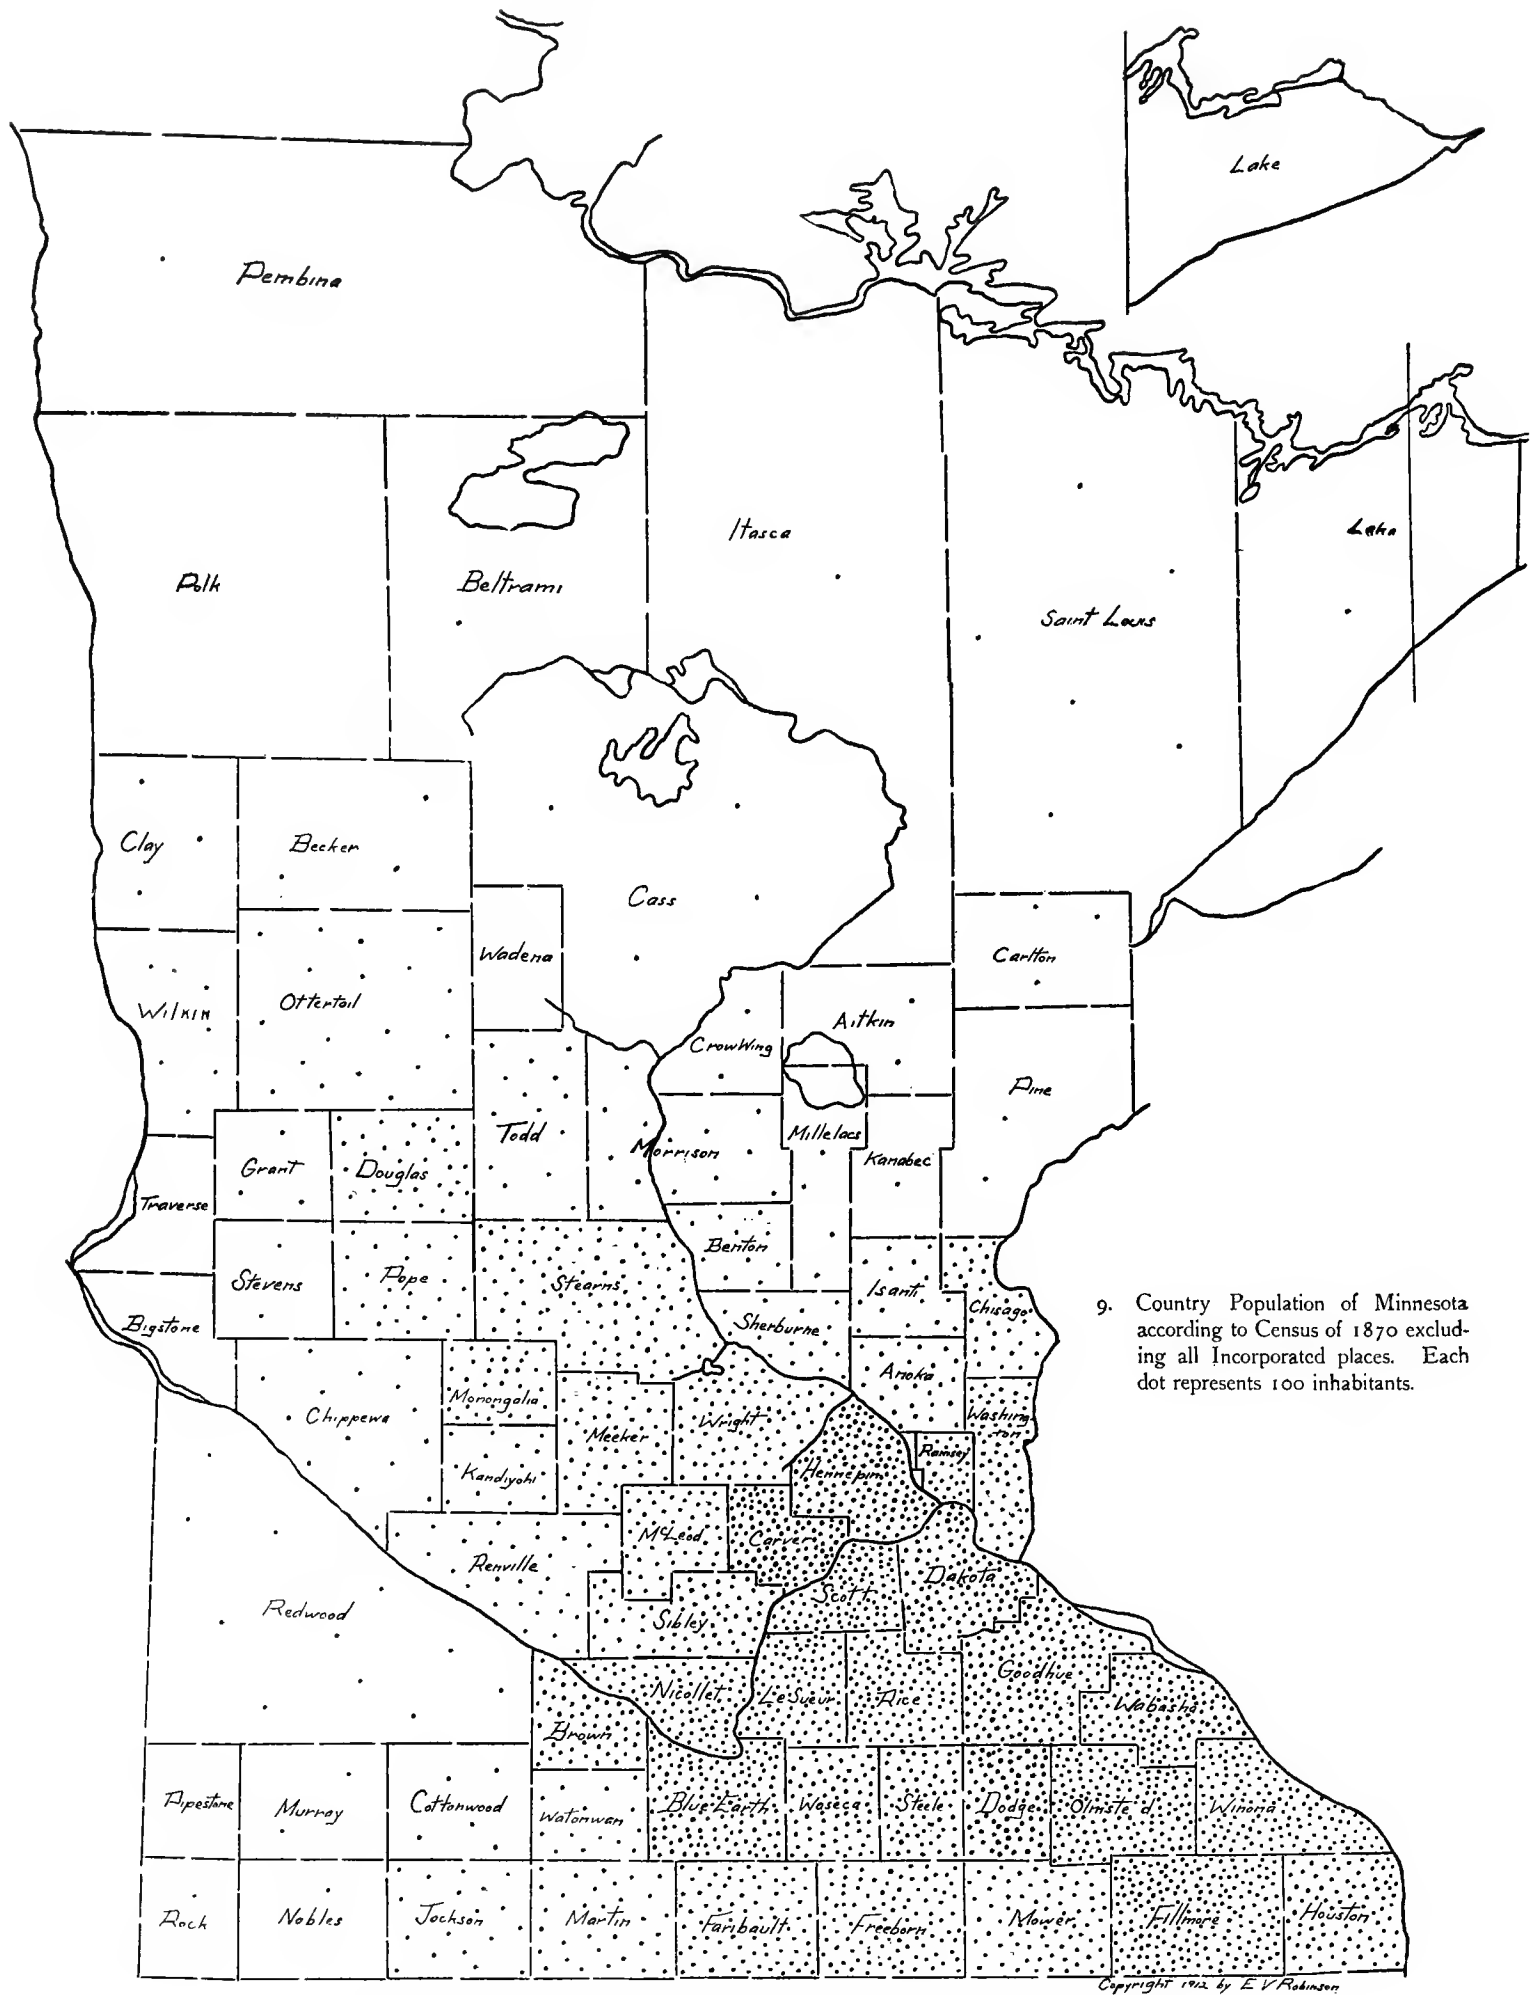 Lake
Pembina
Itasca
Lake
Polk
Beltrami
Saint Louis
Clay
Becker
Cass
Wadena
Carlton
Ottertail
Wilkin
Aitkin
Crow Wing
Pine
Todd
Millelacs
Morrison
Kanabec
Grant
Douglas
Traverse
Benton
Stevens
Pope
Stearns
Isanti
Chisago
Bigstone
Sherburne
9. Country Population of Minnesota
according to Census of 1870 exclud-
ing all Incorporated places. Each
dot represents 100 inhabitants.
Anoka
Monongalia
Chippewa
Wright
Washing-
ton
Meeker
Ramsey
Kandiyohi
Hennepin
McLeod
Carver
Renville
Dakota
Scott
Redwood
Sibley
Goodhue
Nicollet
LeSueur
Rice
Wabasha
Brown
Pipestone
Murray
Cottonwood
Watonwan
Blue Earth
Waseca
Steele
Dodge
Olmsted
Winona
Rock
Nobles
Jackson
Martin
Faribault
Freeborn
Mower
Fillmore
Houston
Copyright 1912 by E V Robinson